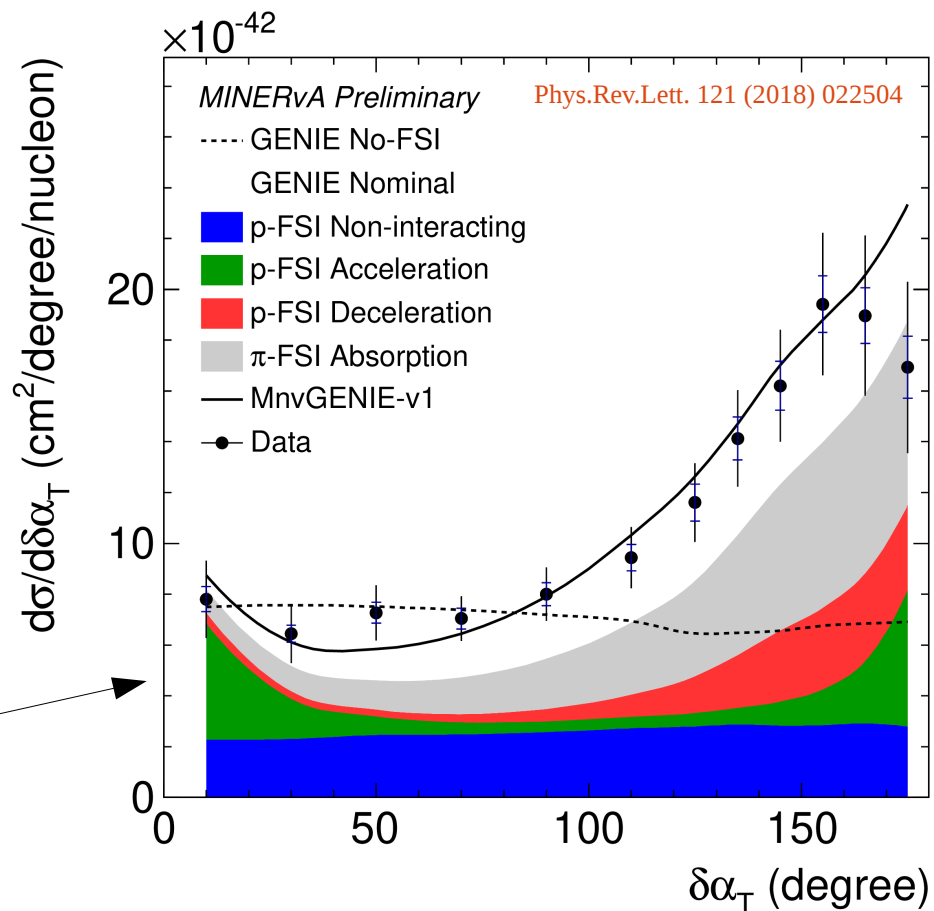 ×10⁻⁴²
MINERvA Preliminary Phys.Rev.Lett. 121 (2018) 022504
GENIE No-FSI
GENIE Nominal
p-FSI Non-interacting
p-FSI Acceleration
p-FSI Deceleration
π-FSI Absorption
MnvGENIE-v1
Data
dσ/dδα_T (cm²/degree/nucleon)
20
10
0
0 50 100 150
δα_T (degree)